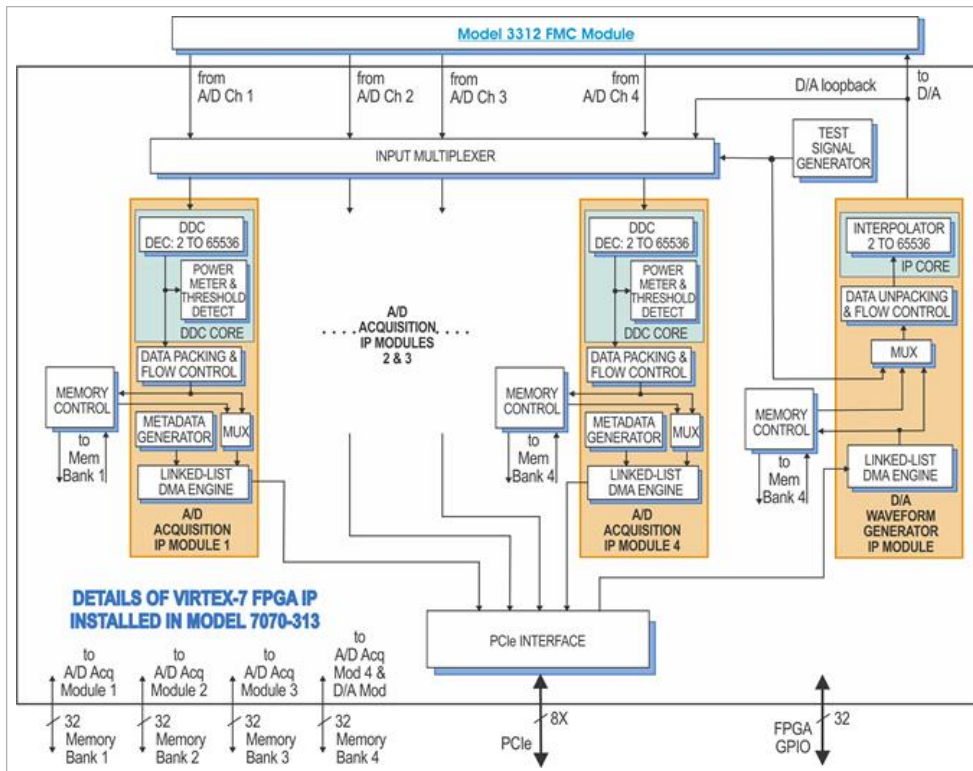 Model 3312 FMC Module
from
A/D Ch 1
from
A/D Ch 2
from
A/D Ch 3
from
A/D Ch 4
D/A loopback
to
D/A
INPUT MULTIPLEXER
TEST
SIGNAL
GENERATOR
DDC
DEC: 2 TO 65536
POWER
METER &
THRESHOLD
DETECT
DDC CORE
DATA PACKING &
FLOW CONTROL
MEMORY
CONTROL
METADATA
GENERATOR
MUX
to
Mem
Bank 1
LINKED-LIST
DMA ENGINE
A/D
ACQUISITION
IP MODULE 1
A/D
ACQUISITION
IP MODULES
2 & 3
DDC
DEC: 2 TO 65536
POWER
METER &
THRESHOLD
DETECT
DDC CORE
DATA PACKING &
FLOW CONTROL
MEMORY
CONTROL
METADATA
GENERATOR
MUX
to
Mem
Bank 4
LINKED-LIST
DMA ENGINE
A/D
ACQUISITION
IP MODULE 4
INTERPOLATOR
2 TO 65536
IP CORE
DATA UNPACKING
& FLOW CONTROL
MUX
MEMORY
CONTROL
to
Mem
Bank 4
LINKED-LIST
DMA ENGINE
D/A
WAVEFORM
GENERATOR
IP MODULE
DETAILS OF VIRTEX-7 FPGA IP
INSTALLED IN MODEL 7070-313
PCIe INTERFACE
to
A/D Acq
Module 1
to
A/D Acq
Module 2
to
A/D Acq
Module 3
to
A/D Acq
Mod 4 &
D/A Mod
32
Memory
Bank 1
32
Memory
Bank 2
32
Memory
Bank 3
32
Memory
Bank 4
8X
PCIe
32
FPGA
GPIO